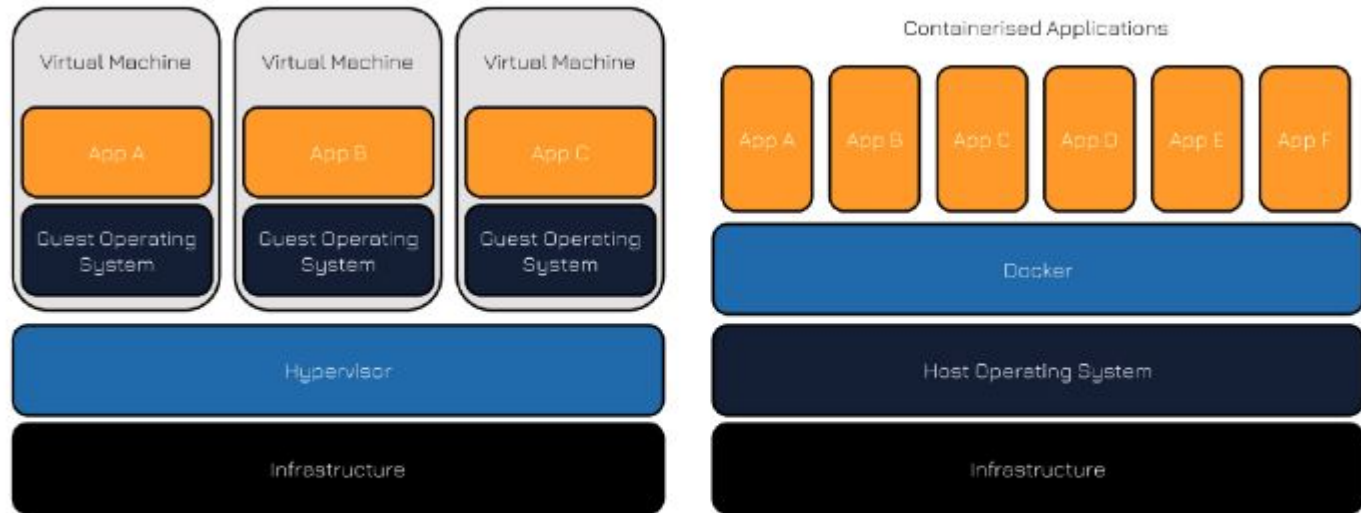 Virtual Machine
Virtual Machine
Virtual Machine
App A
App B
App C
Guest Operating
System
Guest Operating
System
Guest Operating
System
Hypervisor
Infrastructure
Containerised Applications
App A
App B
App C
App D
App E
App F
Docker
Host Operating System
Infrastructure